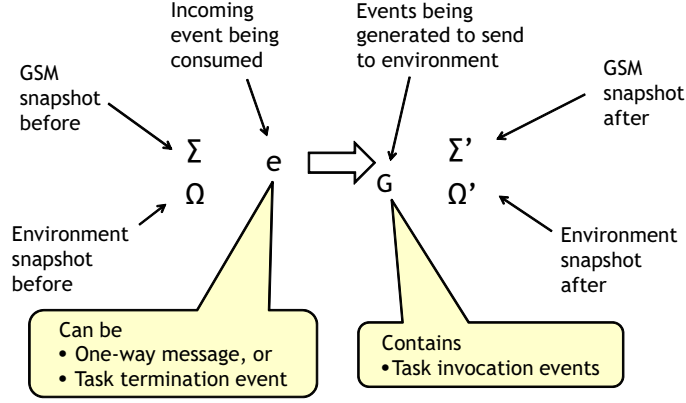 Incoming
event being
consumed
Events being
generated to send
to environment
GSM
snapshot
before
GSM
snapshot
after
Σ
e
Σ’
Ω
G
Ω’
Environment
snapshot
before
Environment
snapshot
after
Can be
• One-way message, or
• Task termination event
Contains
•Task invocation events